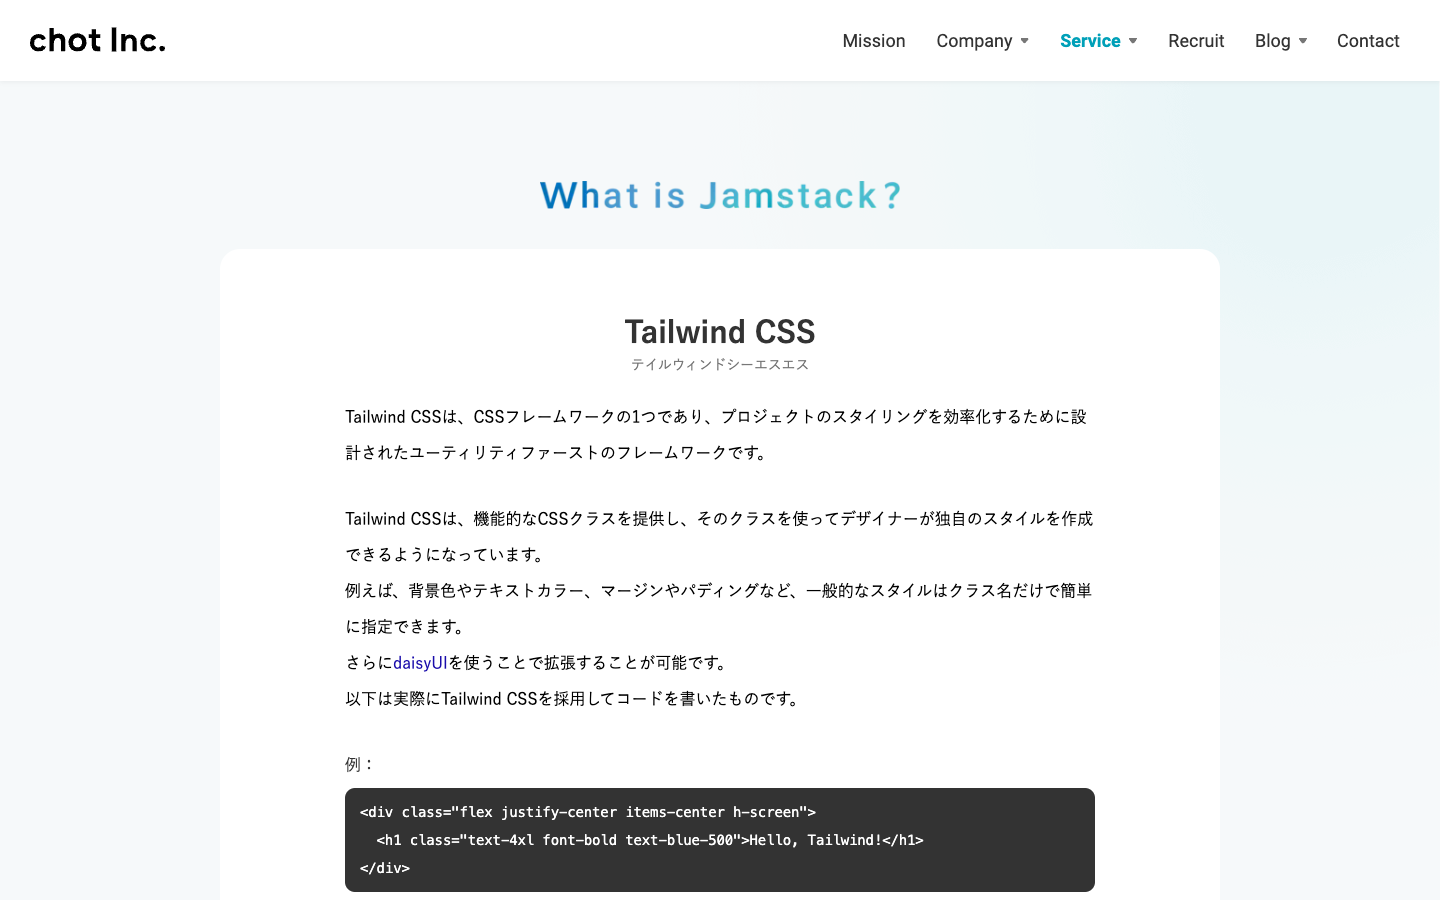 chot Inc.
Mission Company Service Recruit Blog Contact
What is Jamstack?
Tailwind CSS
テイルウィンドシーエスエス
Tailwind CSSは、CSSフレームワークの1つであり、プロジェクトのスタイリングを効率化するために設
計されたユーティリティファーストのフレームワークです。
Tailwind CSSは、機能的なCSSクラスを提供し、そのクラスを使ってデザイナーが独自のスタイルを作成
できるようになっています。
例えば、背景色やテキストカラー、マージンやパディングなど、一般的なスタイルはクラス名だけで簡単
に指定できます。
さらにdaisyUIを使うことで拡張することが可能です。
以下は実際にTailwind CSSを採用してコードを書いたものです。
例：
<div class="flex justify-center items-center h-screen">
  <h1 class="text-4xl font-bold text-blue-500">Hello, Tailwind!</h1>
</div>